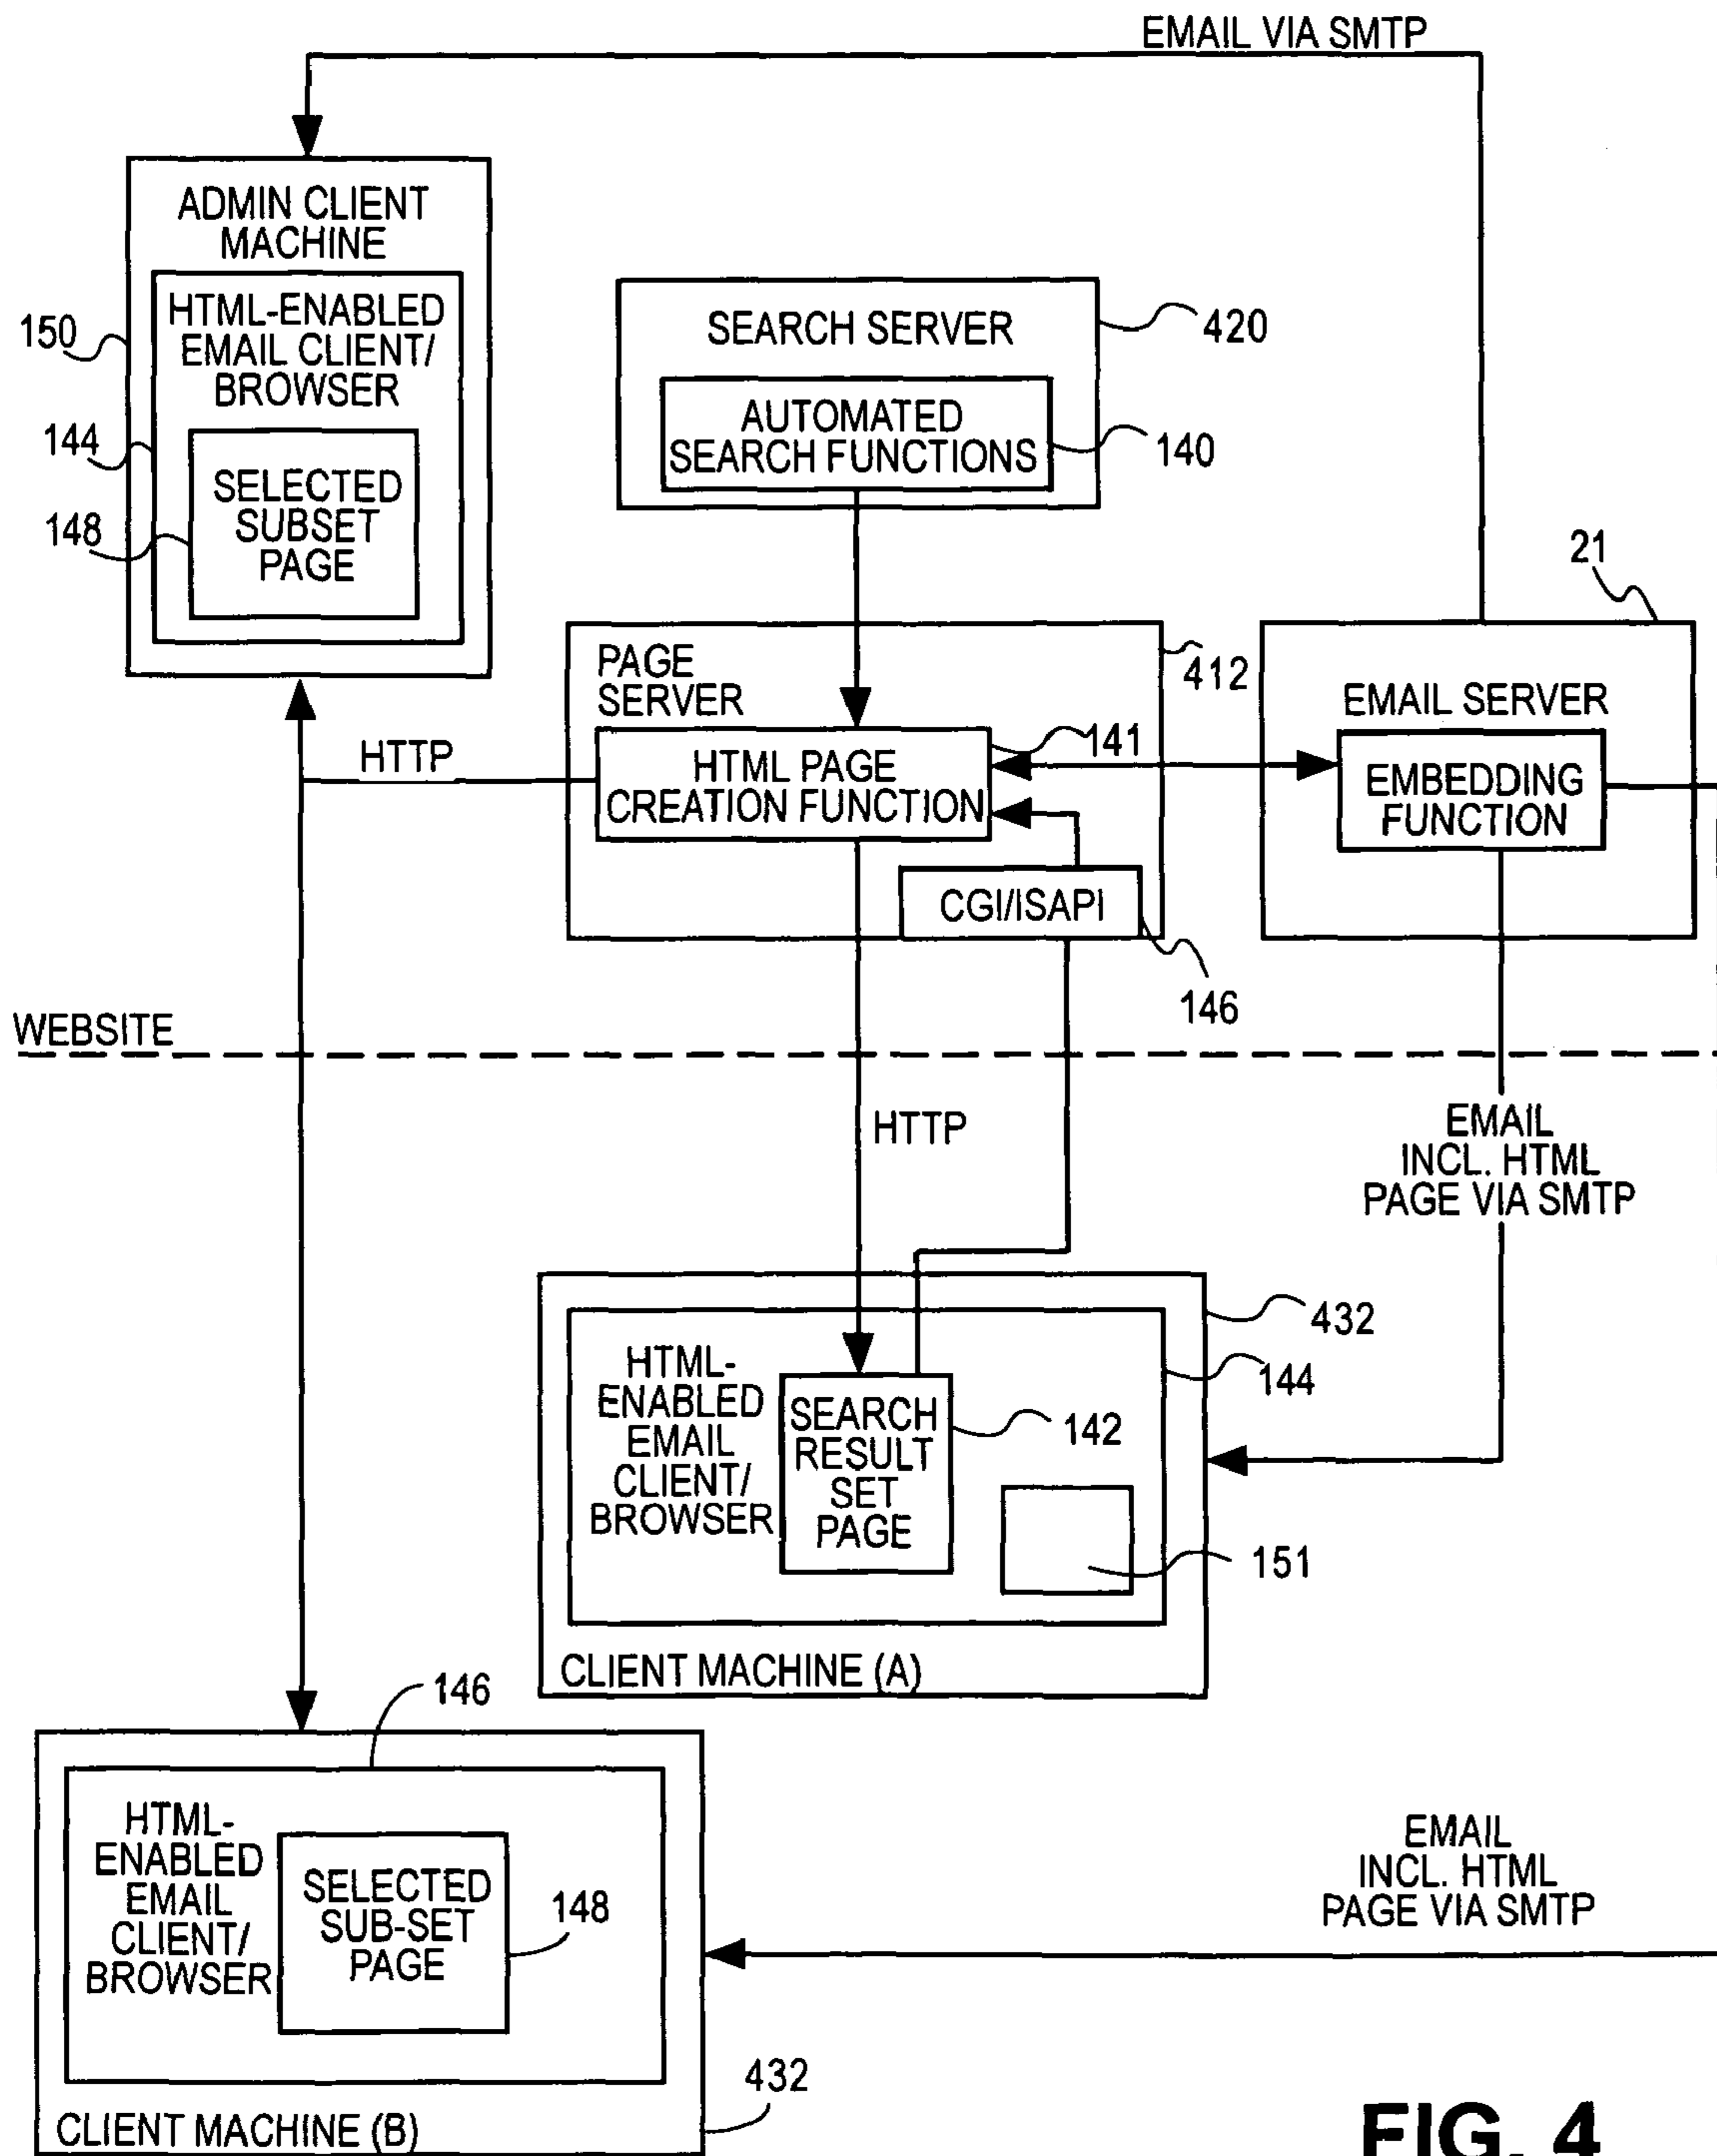 EMAIL VIA SMTP
ADMIN CLIENT
MACHINE
HTML-ENABLED
EMAIL CLIENT/
BROWSER
SELECTED
SUBSET
PAGE
150
144
148
SEARCH SERVER
420
AUTOMATED
SEARCH FUNCTIONS
140
21
PAGE
SERVER
412
EMAIL SERVER
HTTP
141
HTML PAGE
CREATION FUNCTION
EMBEDDING
FUNCTION
CGI/ISAPI
146
WEBSITE
HTTP
EMAIL
INCL. HTML
PAGE VIA SMTP
432
144
HTML-
ENABLED
EMAIL
CLIENT/
BROWSER
SEARCH
RESULT
SET
PAGE
142
151
CLIENT MACHINE (A)
146
HTML-
ENABLED
EMAIL
CLIENT/
BROWSER
SELECTED
SUB-SET
PAGE
148
EMAIL
INCL. HTML
PAGE VIA SMTP
432
CLIENT MACHINE (B)
FIG. 4